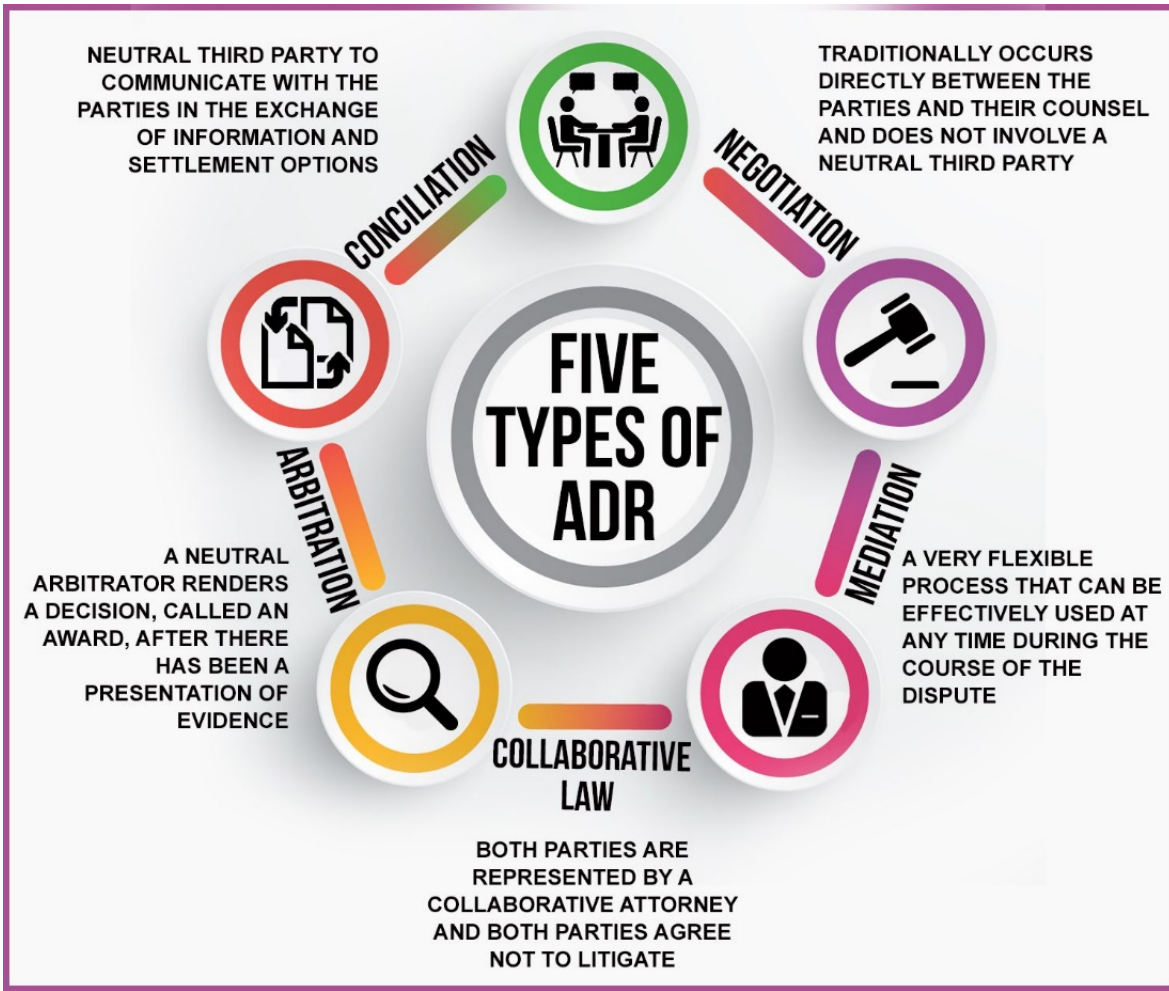 NEUTRAL THIRD PARTY TO
COMMUNICATE WITH THE
PARTIES IN THE EXCHANGE
OF INFORMATION AND
SETTLEMENT OPTIONS
CONCILIATION
TRADITIONALLY OCCURS
DIRECTLY BETWEEN THE
PARTIES AND THEIR COUNSEL
AND DOES NOT INVOLVE A
NEUTRAL THIRD PARTY
NEGOTIATION
FIVE
TYPES OF
ADR
ARBITRATION
A NEUTRAL
ARBITRATOR RENDERS
A DECISION, CALLED AN
AWARD, AFTER THERE
HAS BEEN A
PRESENTATION OF
EVIDENCE
MEDIATION
A VERY FLEXIBLE
PROCESS THAT CAN BE
EFFECTIVELY USED AT
ANY TIME DURING THE
COURSE OF THE
DISPUTE
COLLABORATIVE
LAW
BOTH PARTIES ARE
REPRESENTED BY A
COLLABORATIVE ATTORNEY
AND BOTH PARTIES AGREE
NOT TO LITIGATE